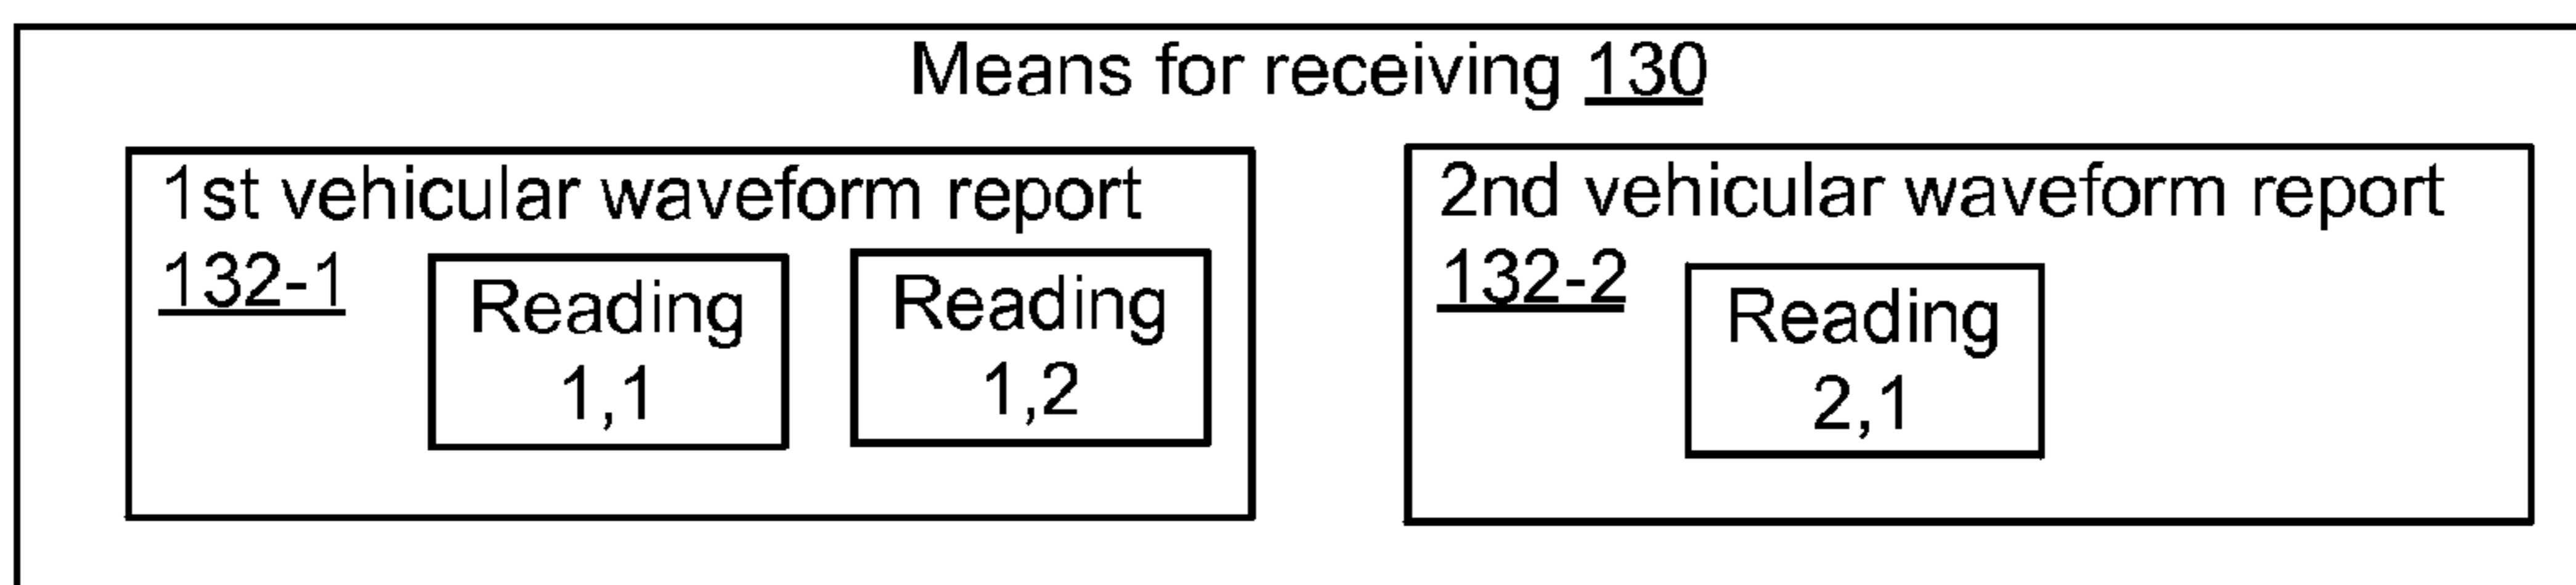 Means for receiving 130
1st vehicular waveform report
132-1
Reading
1,1
Reading
1,2
2nd vehicular waveform report
132-2
Reading
2,1